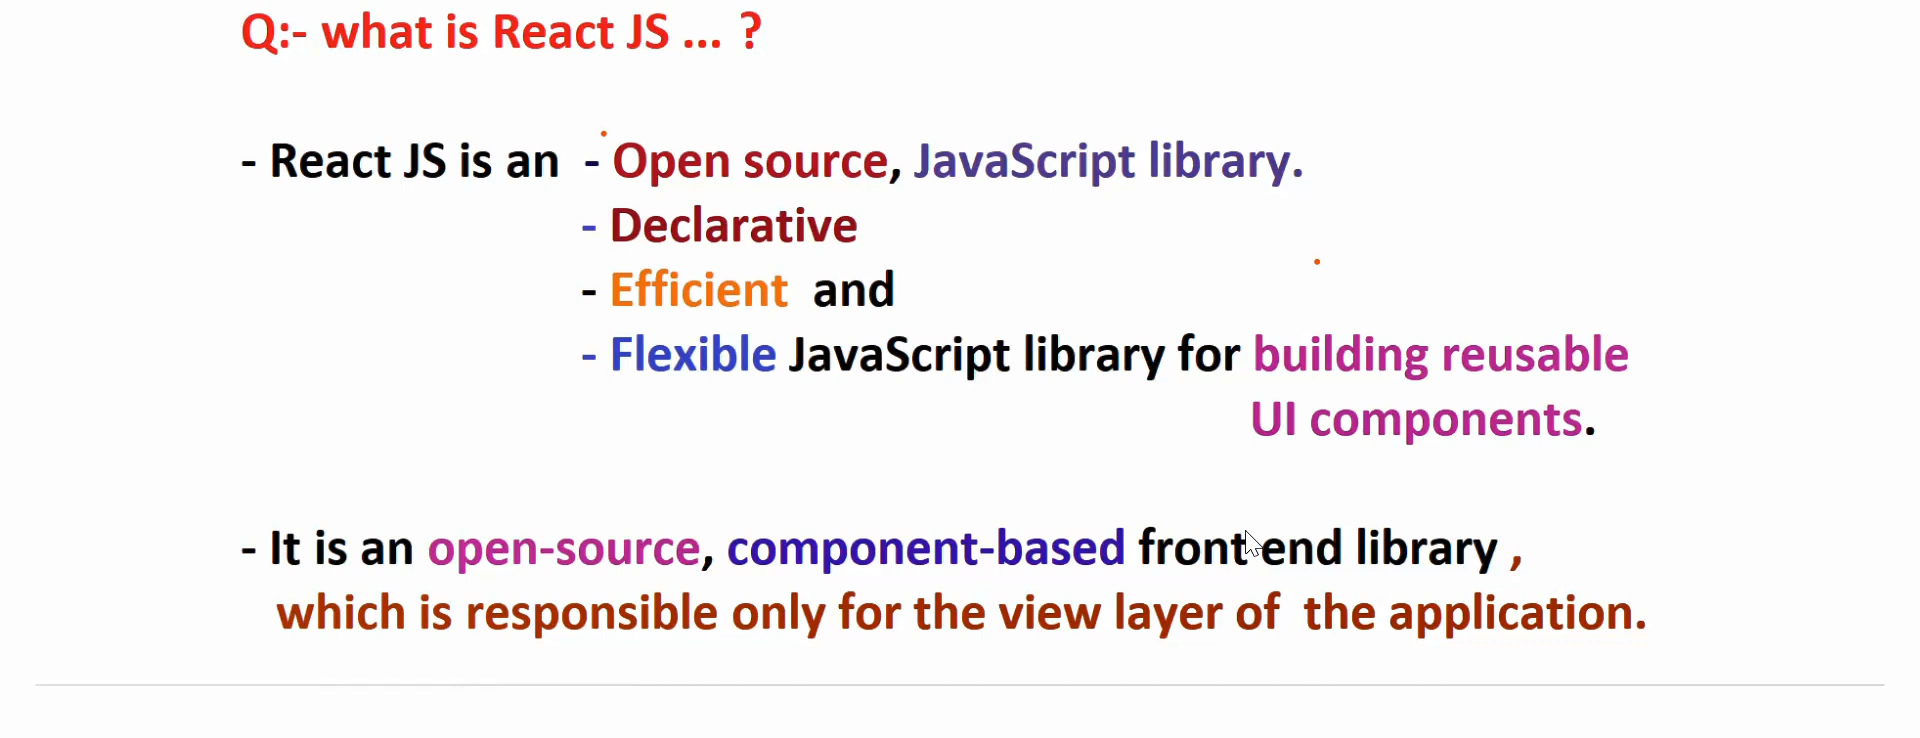 Q:- what is React JS ... ?
- React JS is an - Open source, JavaScript library.
- Declarative
- Efficient and
- Flexible JavaScript library for building reusable
UI components.
- It is an open-source, component-based front end library ,
which is responsible only for the view layer of the application.